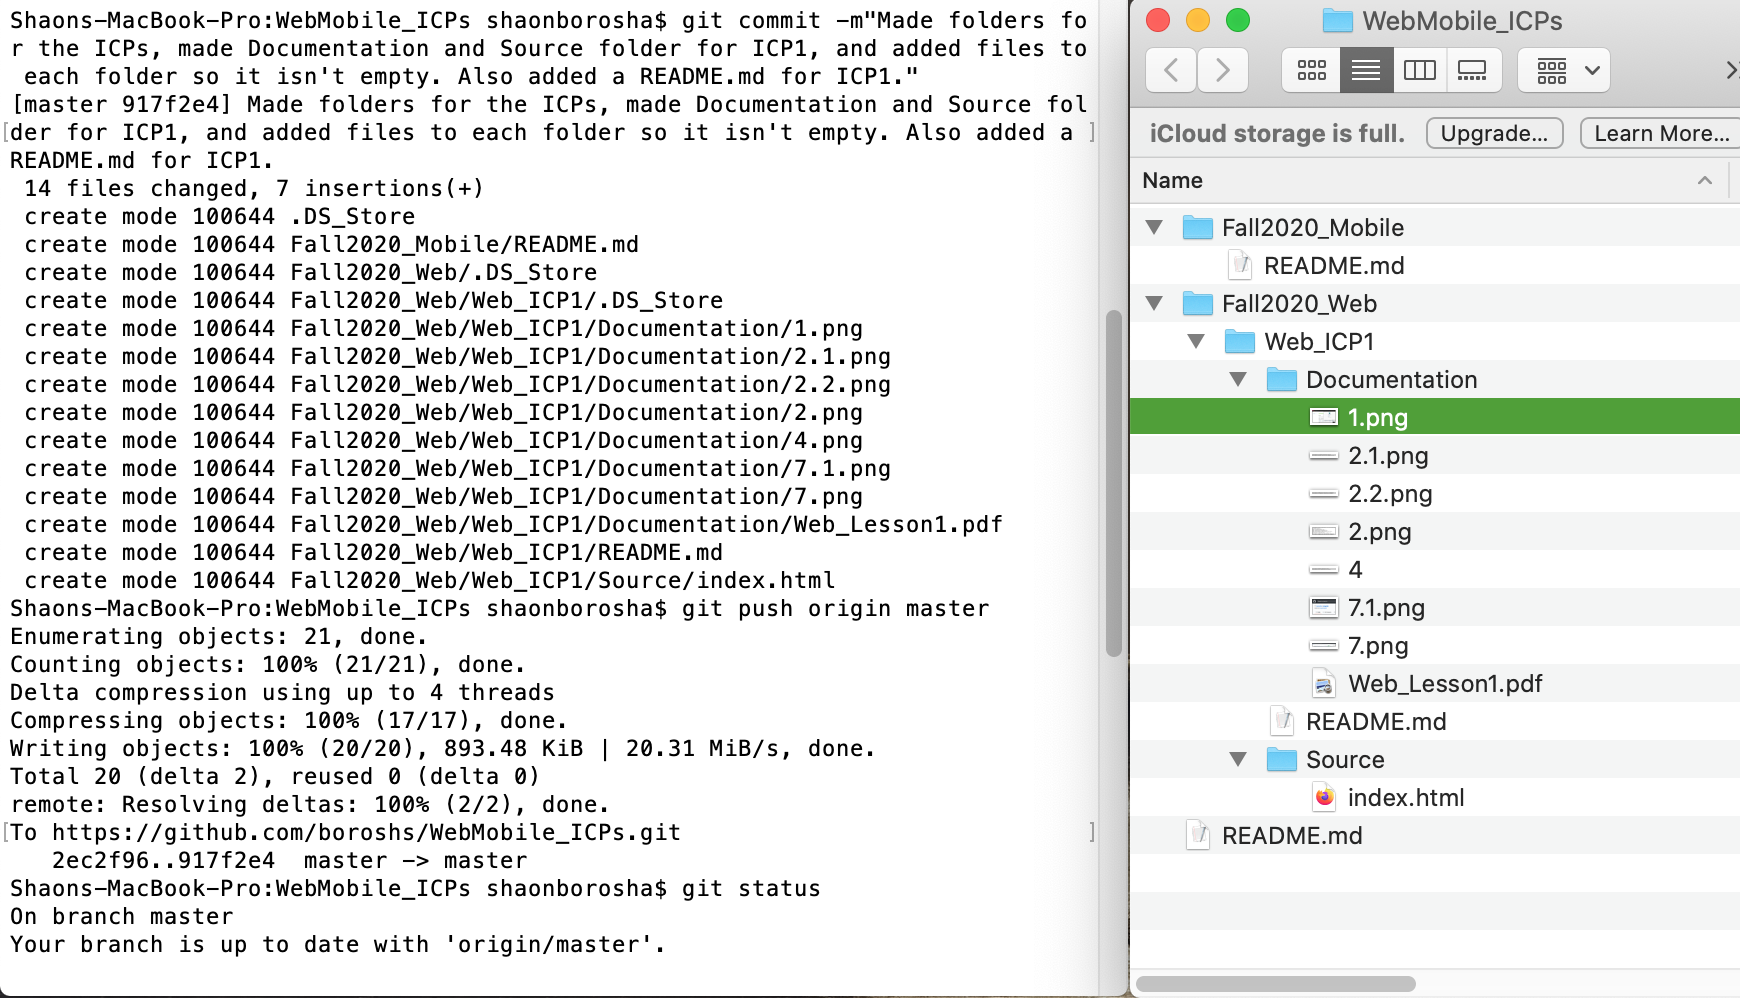 Shaons-MacBook-Pro:WebMobile_ICPs shaonborosha$ git commit -m"Made folders fo
r the ICPs, made Documentation and Source folder for ICP1, and added files to
 each folder so it isn't empty. Also added a README.md for ICP1."
[master 917f2e4] Made folders for the ICPs, made Documentation and Source fol
[der for ICP1, and added files to each folder so it isn't empty. Also added a ]
README.md for ICP1.
 14 files changed, 7 insertions(+)
 create mode 100644 .DS_Store
 create mode 100644 Fall2020_Mobile/README.md
 create mode 100644 Fall2020_Web/.DS_Store
 create mode 100644 Fall2020_Web/Web_ICP1/.DS_Store
 create mode 100644 Fall2020_Web/Web_ICP1/Documentation/1.png
 create mode 100644 Fall2020_Web/Web_ICP1/Documentation/2.1.png
 create mode 100644 Fall2020_Web/Web_ICP1/Documentation/2.2.png
 create mode 100644 Fall2020_Web/Web_ICP1/Documentation/2.png
 create mode 100644 Fall2020_Web/Web_ICP1/Documentation/4.png
 create mode 100644 Fall2020_Web/Web_ICP1/Documentation/7.1.png
 create mode 100644 Fall2020_Web/Web_ICP1/Documentation/7.png
 create mode 100644 Fall2020_Web/Web_ICP1/Documentation/Web_Lesson1.pdf
 create mode 100644 Fall2020_Web/Web_ICP1/README.md
 create mode 100644 Fall2020_Web/Web_ICP1/Source/index.html
Shaons-MacBook-Pro:WebMobile_ICPs shaonborosha$ git push origin master
Enumerating objects: 21, done.
Counting objects: 100% (21/21), done.
Delta compression using up to 4 threads
Compressing objects: 100% (17/17), done.
Writing objects: 100% (20/20), 893.48 KiB | 20.31 MiB/s, done.
Total 20 (delta 2), reused 0 (delta 0)
remote: Resolving deltas: 100% (2/2), done.
[To https://github.com/boroshs/WebMobile_ICPs.git ]
   2ec2f96..917f2e4  master -> master
Shaons-MacBook-Pro:WebMobile_ICPs shaonborosha$ git status
On branch master
Your branch is up to date with 'origin/master'.
WebMobile_ICPs
iCloud storage is full. Upgrade... Learn More...
Name
Fall2020_Mobile
README.md
Fall2020_Web
Web_ICP1
Documentation
1.png
2.1.png
2.2.png
2.png
4
7.1.png
7.png
Web_Lesson1.pdf
README.md
Source
index.html
README.md